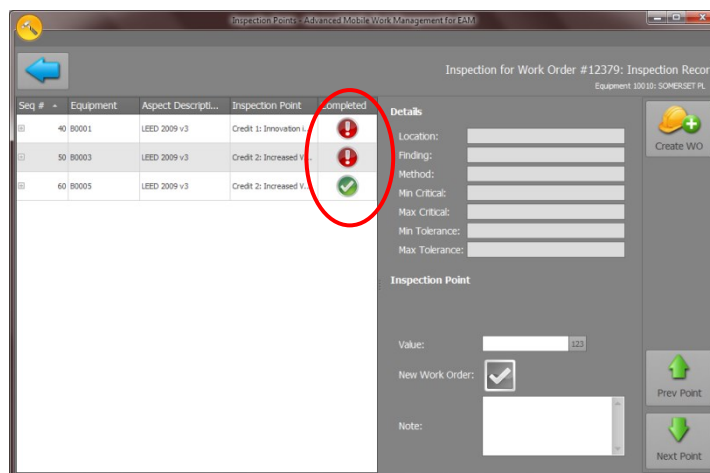 Inspection Points - Advanced Mobile Work Management for EAM
Inspection for Work Order #12379: Inspection Recor
Equipment 10010: SOMERSET PL
Seq # Equipment Aspect Descripti... Inspection Point Completed
40 B0001 LEED 2009 v3 Credit 1: Innovation i...
50 B0003 LEED 2009 v3 Credit 2: Increased V...
60 B0005 LEED 2009 v3 Credit 2: Increased V...
Details
Location:
Finding:
Method:
Min Critical:
Max Critical:
Min Tolerance:
Max Tolerance:
Create WO
Inspection Point
Value: 123
New Work Order:
Note:
Prev Point
Next Point